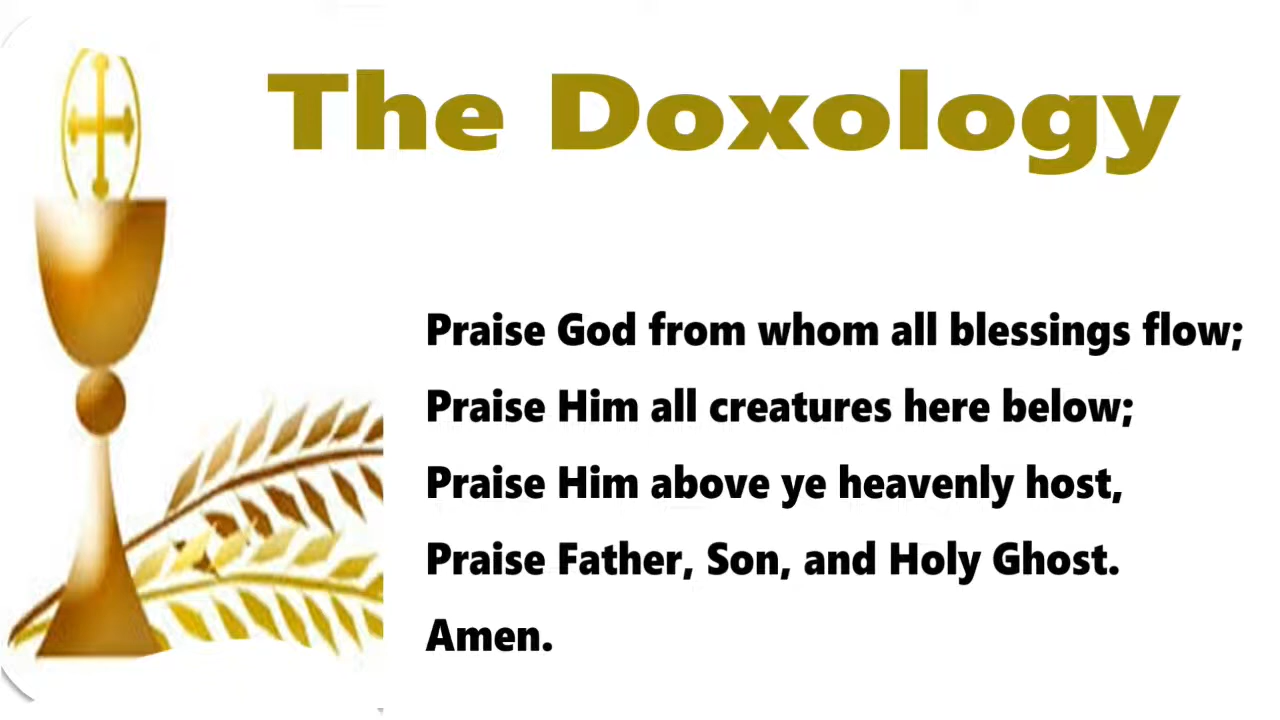 The Doxology
Praise God from whom all blessings flow;
Praise Him all creatures here below;
Praise Him above ye heavenly host,
Praise Father, Son, and Holy Ghost.
Amen.